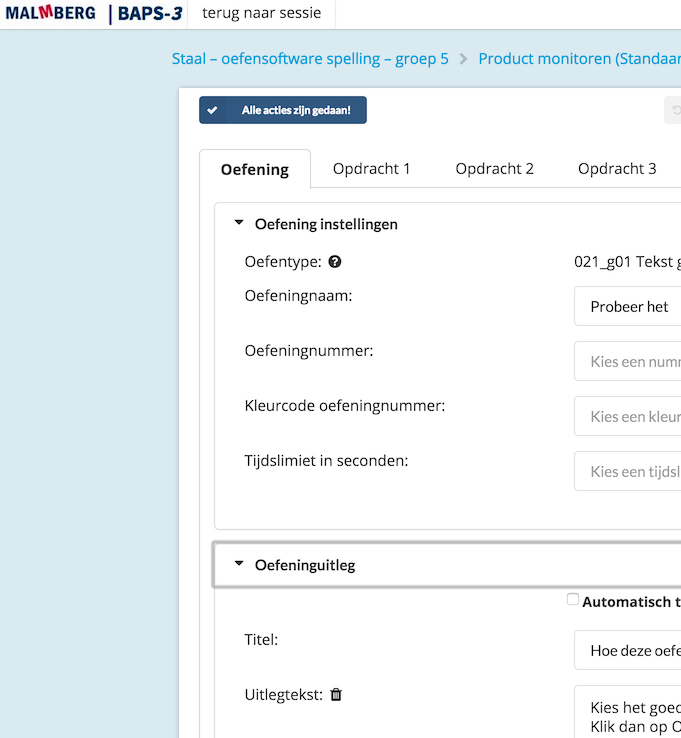 MALMBERG | BAPS-3 terug naar sessie
Staal – oefensoftware spelling – groep 5 > Product monitoren (Standaar
Alle acties zijn gedaan!
Oefening Opdracht 1 Opdracht 2 Opdracht 3
Oefening instellingen
Oefentype: 021_g01 Tekst
Oefeningnaam: Probeer het
Oefeningnummer: Kies een num
Kleurcode oefeningnummer: Kies een kleur
Tijdslimiet in seconden: Kies een tijdsl
Oefeninguitleg
Automatisch t
Titel: Hoe deze oefe
Uitlegtekst: Kies het goed
Klik dan op O